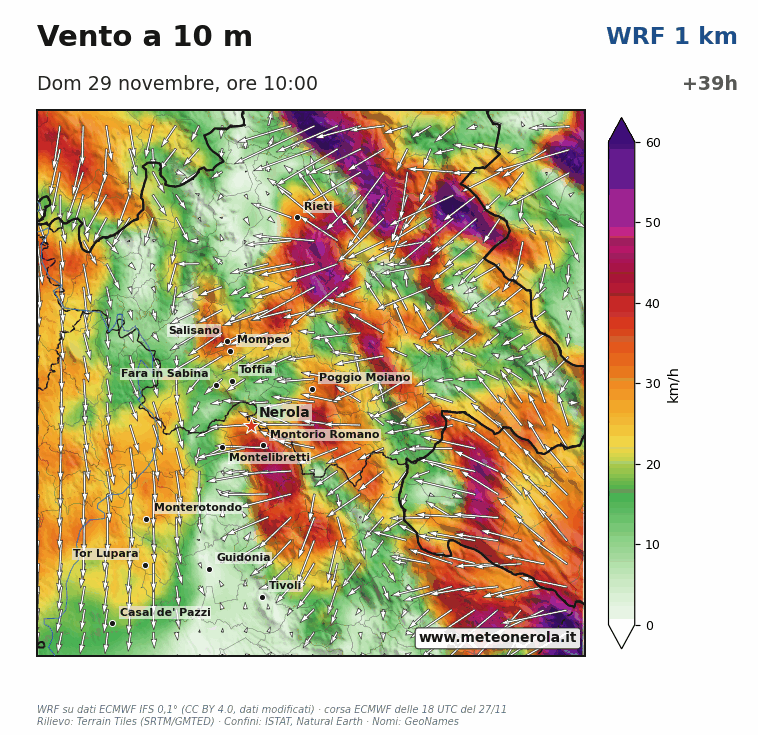 Vento a 10 m
WRF 1 km
Dom 29 novembre, ore 10:00
+39h
Rieti
Salisano
Mompeo
Fara in Sabina
Toffia
Poggio Moiano
Nerola
Montorio Romano
Montelibretti
Monterotondo
Tor Lupara
Guidonia
Tivoli
Casal de' Pazzi
www.meteonerola.it
60
50
40
30
20
10
0
km/h
WRF su dati ECMWF IFS 0,1° (CC BY 4.0, dati modificati) · corsa ECMWF delle 18 UTC del 27/11
Rilievo: Terrain Tiles (SRTM/GMTED) · Confini: ISTAT, Natural Earth · Nomi: GeoNames